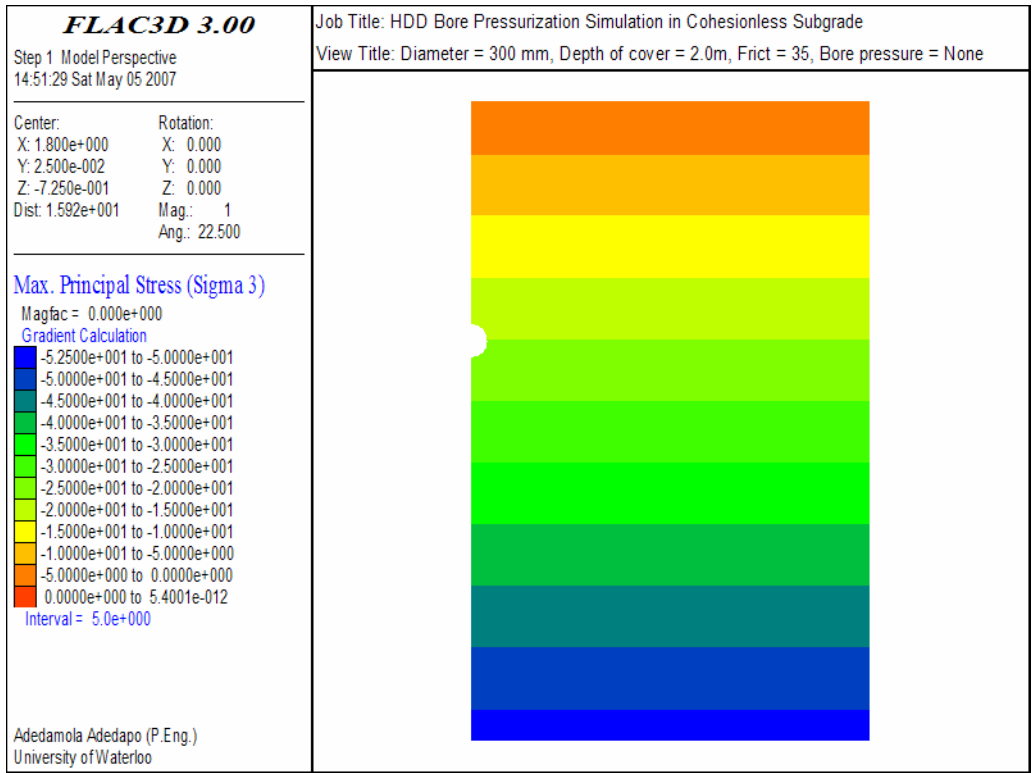 FLAC3D 3.00
Step 1 Model Perspective
14:51:29 Sat May 05 2007
Center:
X: 1.800e+000
Y: 2.500e-002
Z: -7.250e-001
Dist: 1.592e+001
Rotation:
X: 0.000
Y: 0.000
Z: 0.000
Mag.: 1
Ang.: 22.500
Max. Principal Stress (Sigma 3)
Magfac = 0.000e+000
Gradient Calculation
-5.2500e+001 to -5.0000e+001
-5.0000e+001 to -4.5000e+001
-4.5000e+001 to -4.0000e+001
-4.0000e+001 to -3.5000e+001
-3.5000e+001 to -3.0000e+001
-3.0000e+001 to -2.5000e+001
-2.5000e+001 to -2.0000e+001
-2.0000e+001 to -1.5000e+001
-1.5000e+001 to -1.0000e+001
-1.0000e+001 to -5.0000e+000
-5.0000e+000 to 0.0000e+000
0.0000e+000 to 5.4001e-012
Interval = 5.0e+000
Adedamola Adedapo (P.Eng.)
University of Waterloo
Job Title: HDD Bore Pressurization Simulation in Cohesionless Subgrade
View Title: Diameter = 300 mm, Depth of cover = 2.0m, Frict = 35, Bore pressure = None